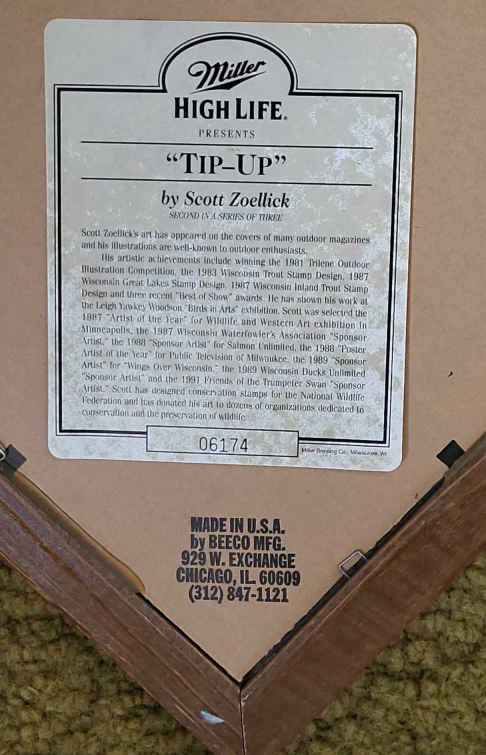 Miller
HIGH LIFE.
PRESENTS
“TIP–UP”
by Scott Zoellick
SECOND IN A SERIES OF THREE
Scott Zoellick's art has appeared on the covers of many outdoor magazines
and his illustrations are well-known to outdoor enthusiasts.
His artistic achievements include winning the 1981 Trilene Outdoor
Illustration Competition, the 1983 Wisconsin Trout Stamp Design, 1987
Wisconsin Great Lakes Stamp Design, 1987 Wisconsin Inland Trout Stamp
Design and three recent "Best of Show" awards. He has shown his work at
the Leigh Yawkey Woodson "Birds in Arts" exhibition. Scott was selected the
1987 "Artist of the Year" for Wildlife and Western Art exhibition in
Minneapolis, the 1987 Wisconsin Waterfowler's Association "Sponsor
Artist," the 1988 "Sponsor Artist" for Salmon Unlimited, the 1988 "Poster
Artist of the Year" for Public Television of Milwaukee, the 1989 "Sponsor
Artist" for "Wings Over Wisconsin," the 1989 Wisconsin Ducks Unlimited
"Sponsor Artist" and the 1991 Friends of the Trumpeter Swan "Sponsor
Artist." Scott has designed conservation stamps for the National Wildlife
Federation and has donated his art to dozens of organizations dedicated to
conservation and the preservation of wildlife.
06174
Miller Brewing Co., Milwaukee, WI
MADE IN U.S.A.
by BEECO MFG.
929 W. EXCHANGE
CHICAGO, IL. 60609
(312) 847-1121